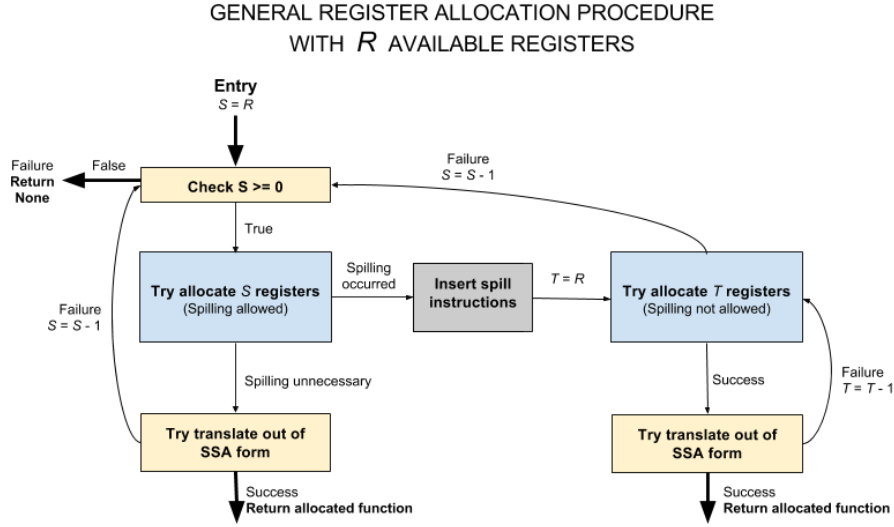 GENERAL REGISTER ALLOCATION PROCEDURE
WITH R AVAILABLE REGISTERS
Entry
S = R
Failure
Return
None
False
Check S >= 0
Failure
S = S - 1
True
Failure
S = S - 1
Try allocate S registers
(Spilling allowed)
Spilling
occurred
Insert spill
instructions
T = R
Try allocate T registers
(Spilling not allowed)
Spilling unnecessary
Success
Failure
T = T - 1
Try translate out of
SSA form
Try translate out of
SSA form
Success
Return allocated function
Success
Return allocated function